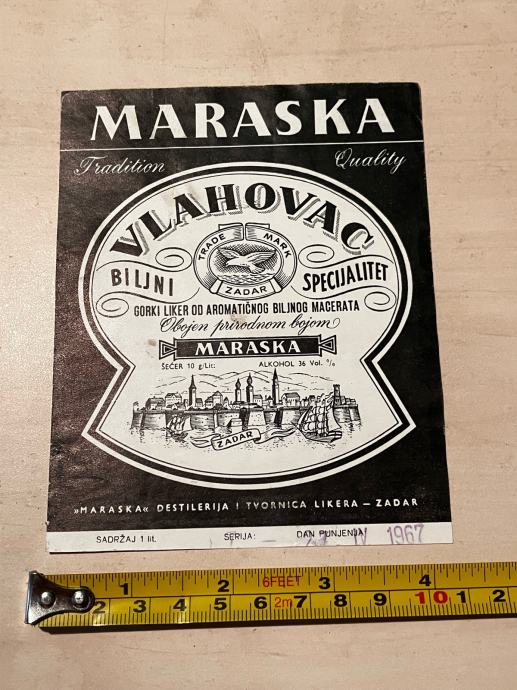 MARASKA
Tradition Quality
VLAHOVAC
TRADE MARK
ZADAR
BILJNI SPECIJALITET
GORKI LIKER OD AROMATIČNOG BILJNOG MACERATA
Obojen prirodnom bojom
MARASKA
ŠEĆER 10 g/Lit: ALKOHOL 36 Vol. %
ZADAR
»MARASKA« DESTILERIJA I TVORNICA LIKERA — ZADAR
SADRŽAJ 1 lit. SERIJA: DAN PUNJENJA: IV 1967
1 2 6FEET 3 4
2 3 4 5 6 2m 7 8 9 10 1 2